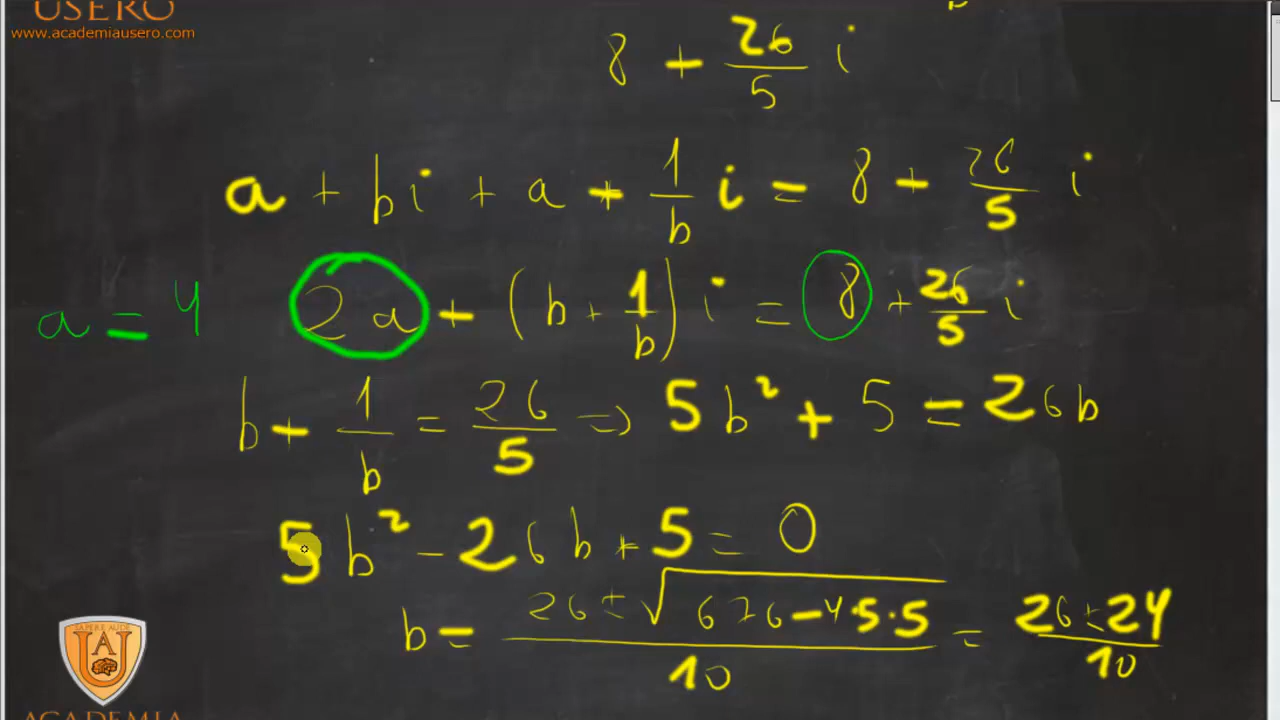 USERO
www.academiausero.com
8 + 26/5 i
a + bi + a + 1/b i = 8 + 26/5 i
a = 4 2a + (b + 1/b) i = 8 + 26/5 i
b + 1/b = 26/5 => 5b² + 5 = 26b
5b² - 26b + 5 = 0
b = 26 ± √676-4·5·5 / 10 = 26 ± 24 / 10
UA
ACADEMIA